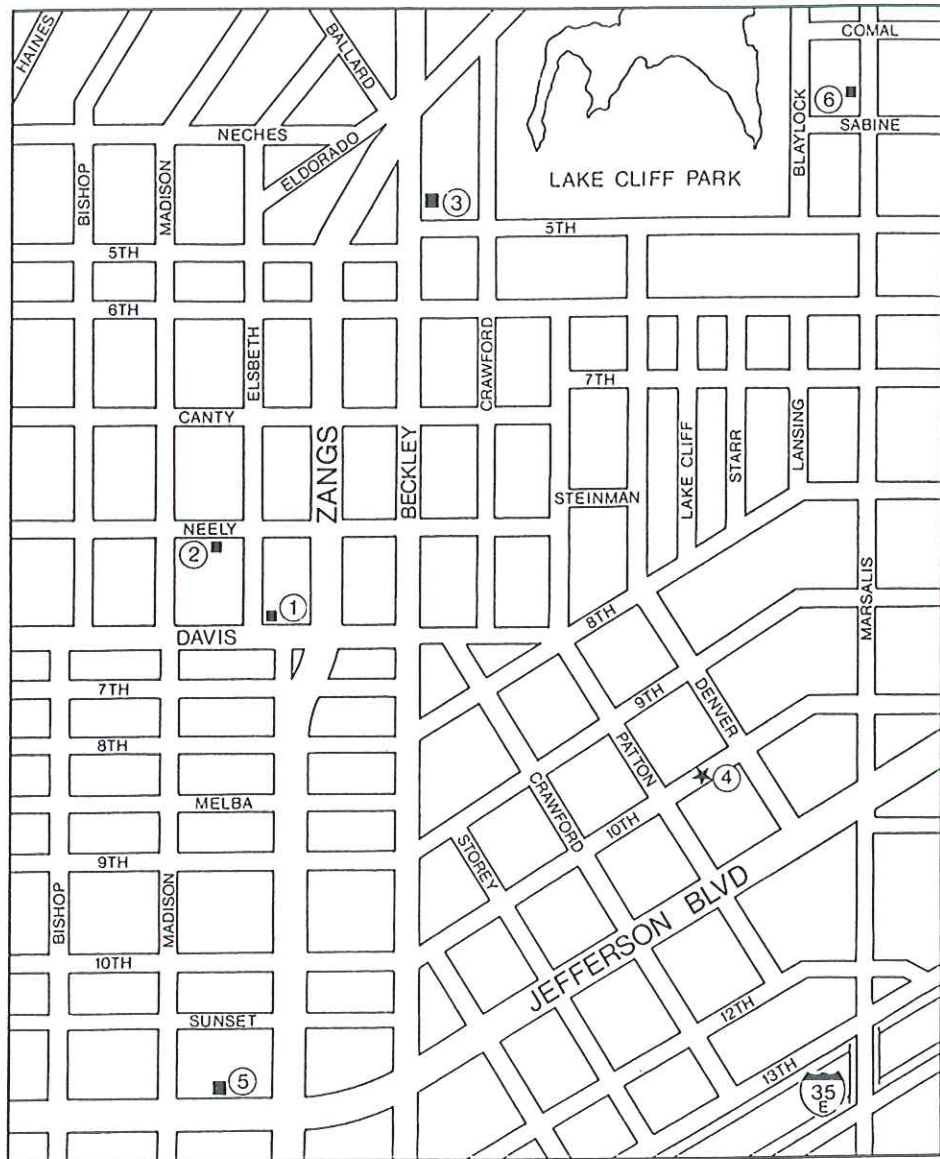 HAINES
BALLARD
COMAL
6
BLAYLOCK
SABINE
NECHES
ELDORADO
BISHOP
MADISON
LAKE CLIFF PARK
3
5TH
5TH
6TH
ELSBETH
CRAWFORD
7TH
CANTY
ZANGS
BECKLEY
LAKE CLIFF
STARR
LANSING
STEINMAN
NEELY
2
1
MARSALIS
DAVIS
8TH
7TH
9TH
DENVER
8TH
PATTON
4
MELBA
CRAWFORD
10TH
STOREY
9TH
BISHOP
MADISON
JEFFERSON BLVD
10TH
SUNSET
12TH
5
13TH
35
E